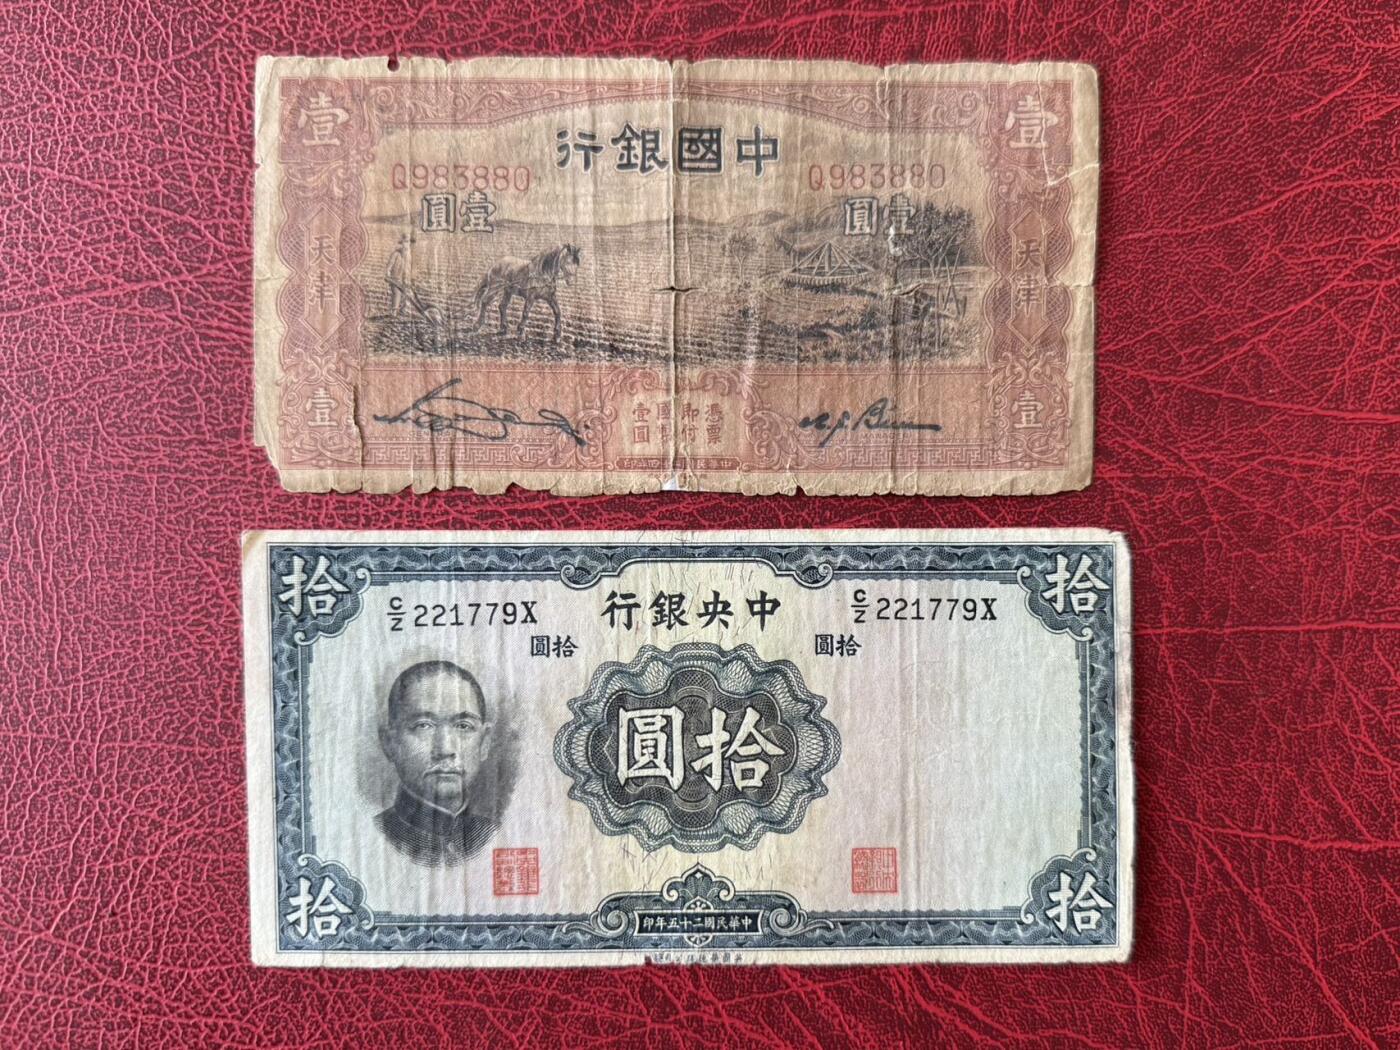 壹 壹
中國銀行
Q983880 Q983880
壹圓 壹圓
天津 天津
憑票
即付
國幣
壹圓
壹 壹
拾 拾
C/Z 221779X 中央銀行 C/Z 221779X
拾圓 拾圓
拾圓
拾 拾
中華民國二十五年印